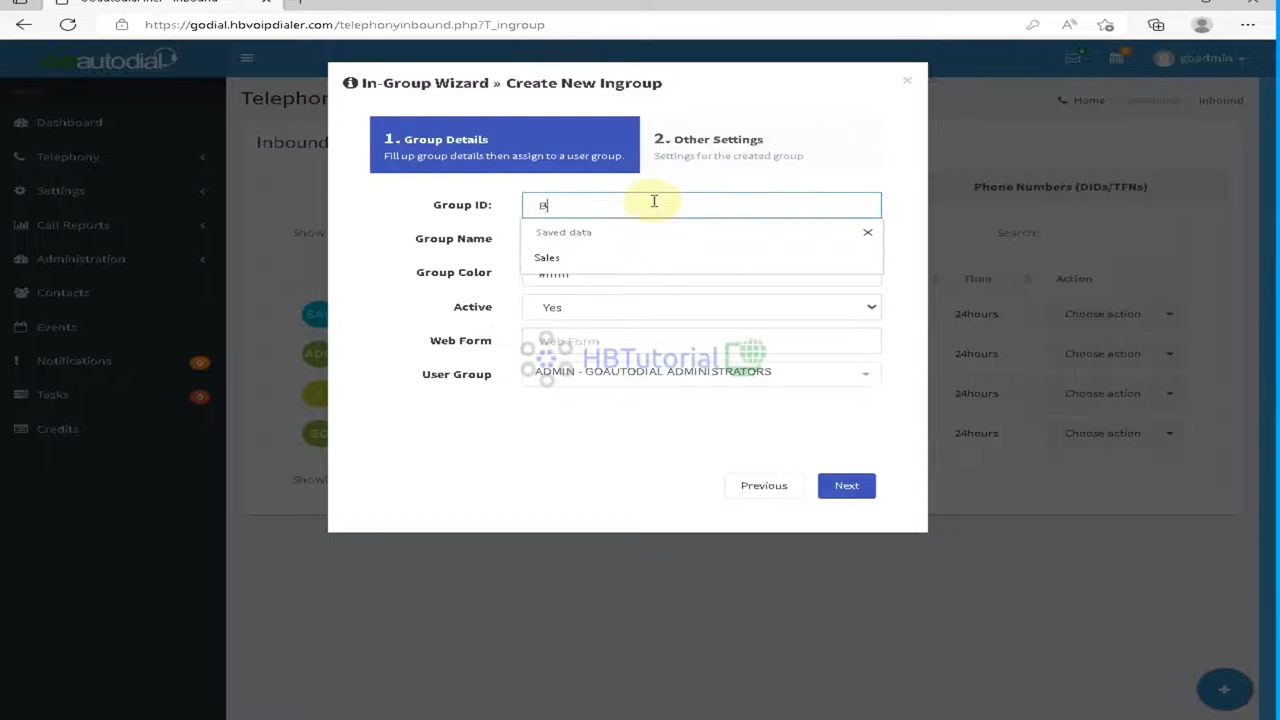 https://godial.hbvoipdialer.com/telephonyinbound.php?T_ingroup
autodial
goadmin
In-Group Wizard » Create New Ingroup
Home
Inbound
1. Group Details
Fill up group details then assign to a user group.
2. Other Settings
Settings for the created group
Dashboard
Telephony
Settings
Call Reports
Administration
Contacts
Events
Notifications 0
Tasks 0
Credits
Phone Numbers (DIDs/TFNs)
Show
Search:
Group ID: B
Saved data
Sales
Group Name
Group Color
Active Yes
Web Form Web Form
User Group ADMIN - GOAUTODIAL ADMINISTRATORS
HBTutorial
Time Action
24hours Choose action
24hours Choose action
24hours Choose action
24hours Choose action
Previous Next